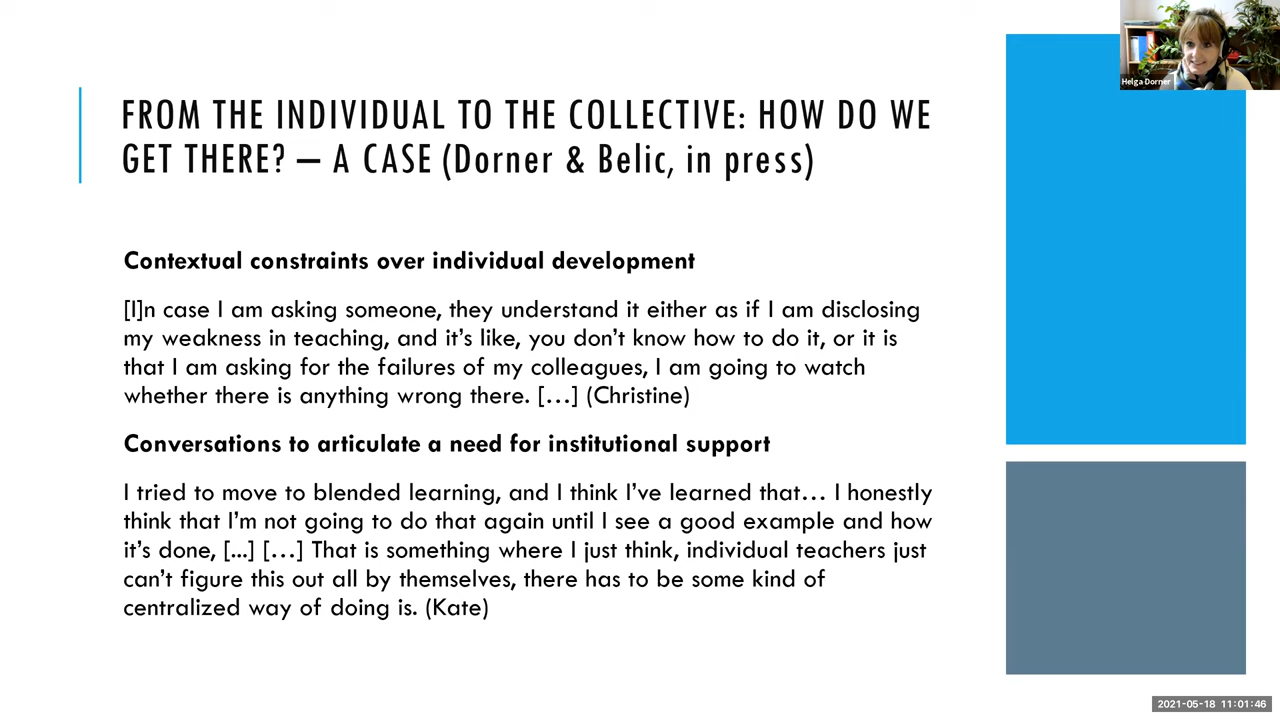 Helga Dorner
FROM THE INDIVIDUAL TO THE COLLECTIVE: HOW DO WE
GET THERE? – A CASE (Dorner & Belic, in press)
Contextual constraints over individual development
[I]n case I am asking someone, they understand it either as if I am disclosing
my weakness in teaching, and it’s like, you don’t know how to do it, or it is
that I am asking for the failures of my colleagues, I am going to watch
whether there is anything wrong there. […] (Christine)
Conversations to articulate a need for institutional support
I tried to move to blended learning, and I think I’ve learned that… I honestly
think that I’m not going to do that again until I see a good example and how
it’s done, [...] […] That is something where I just think, individual teachers just
can’t figure this out all by themselves, there has to be some kind of
centralized way of doing is. (Kate)
2021-05-18 11:01:46